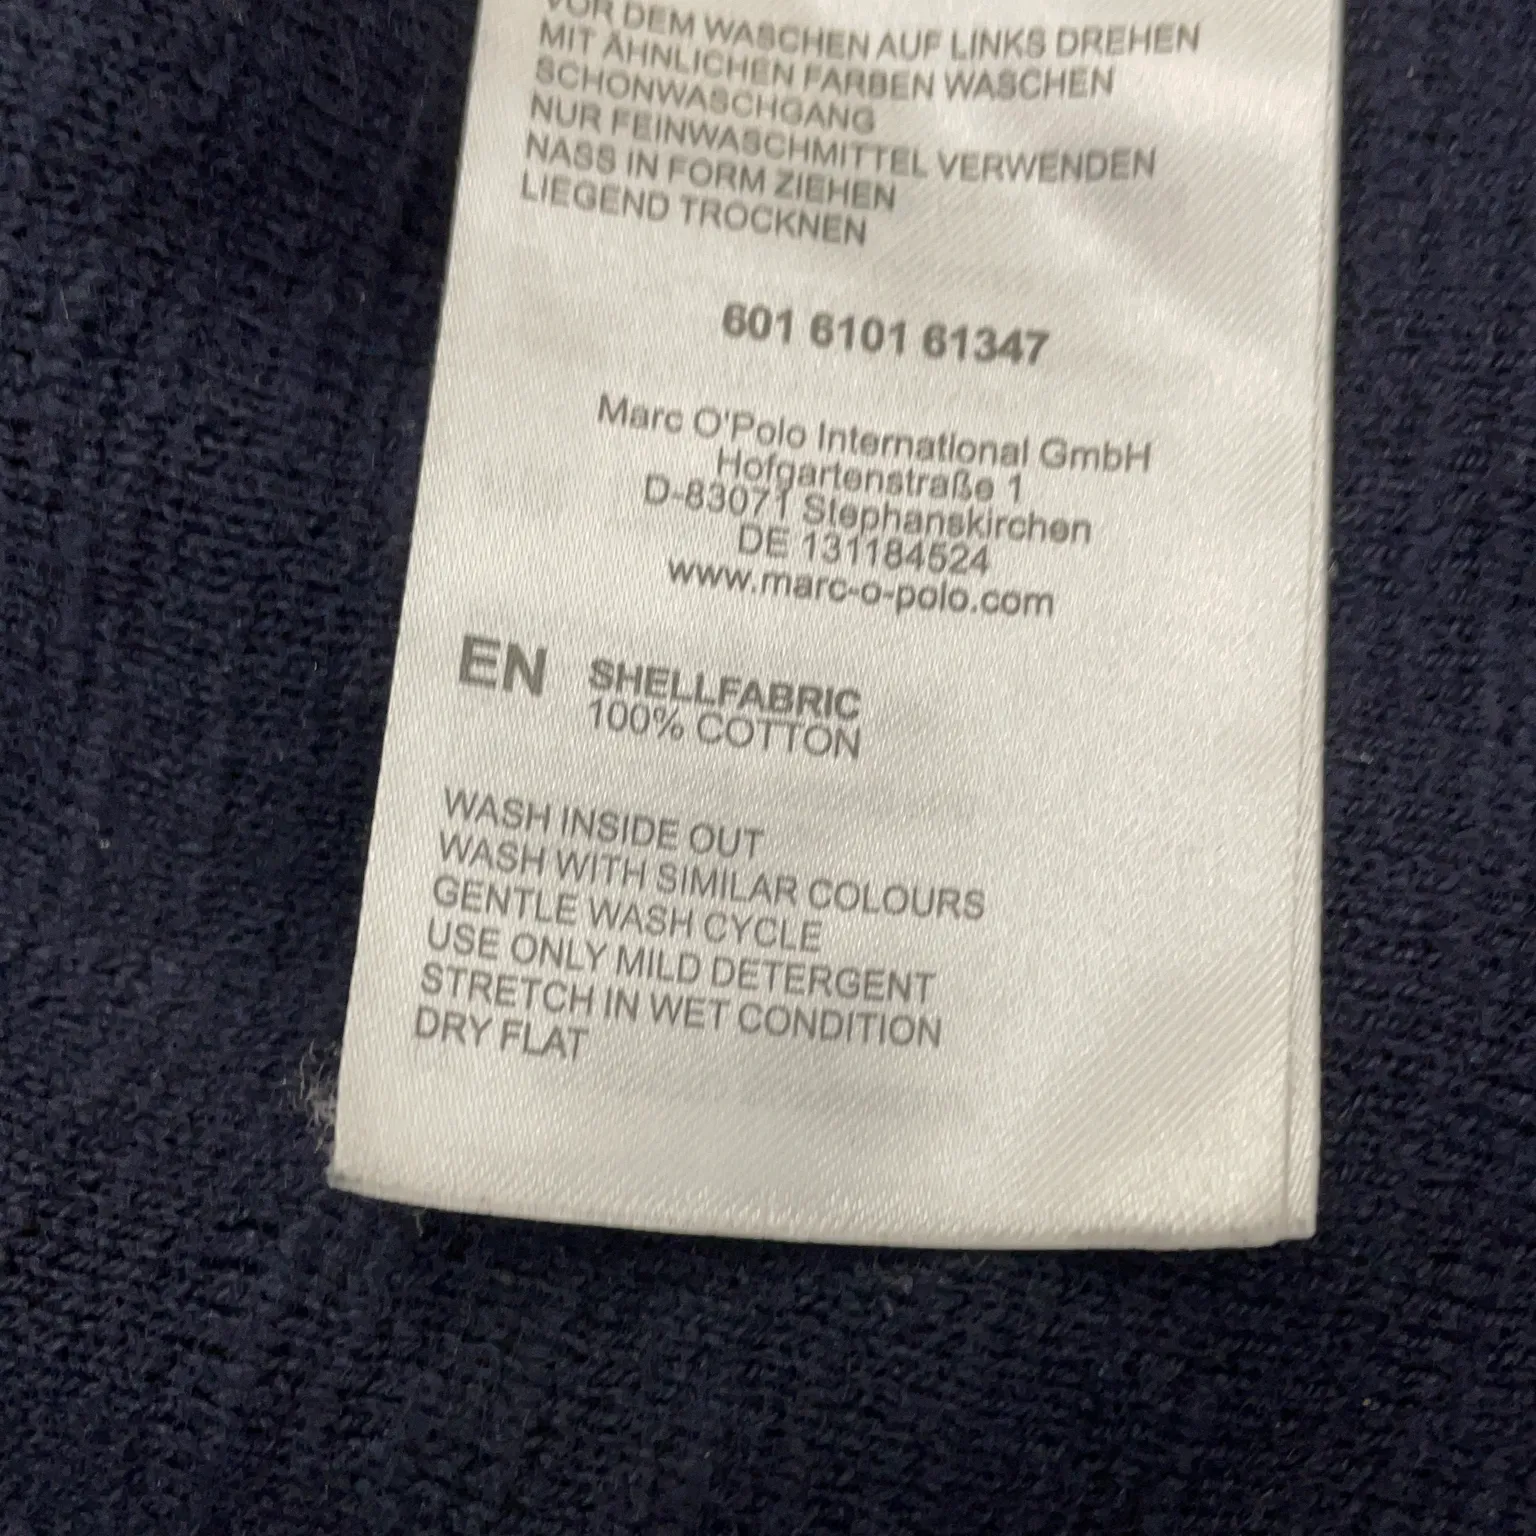 VOR DEM WASCHEN AUF LINKS DREHEN
MIT ÄHNLICHEN FARBEN WASCHEN
SCHONWASCHGANG
NUR FEINWASCHMITTEL VERWENDEN
NASS IN FORM ZIEHEN
LIEGEND TROCKNEN
601 6101 61347
Marc O'Polo International GmbH
Hofgartenstraße 1
D-83071 Stephanskirchen
DE 131184524
www.marc-o-polo.com
EN SHELLFABRIC
100% COTTON
WASH INSIDE OUT
WASH WITH SIMILAR COLOURS
GENTLE WASH CYCLE
USE ONLY MILD DETERGENT
STRETCH IN WET CONDITION
DRY FLAT